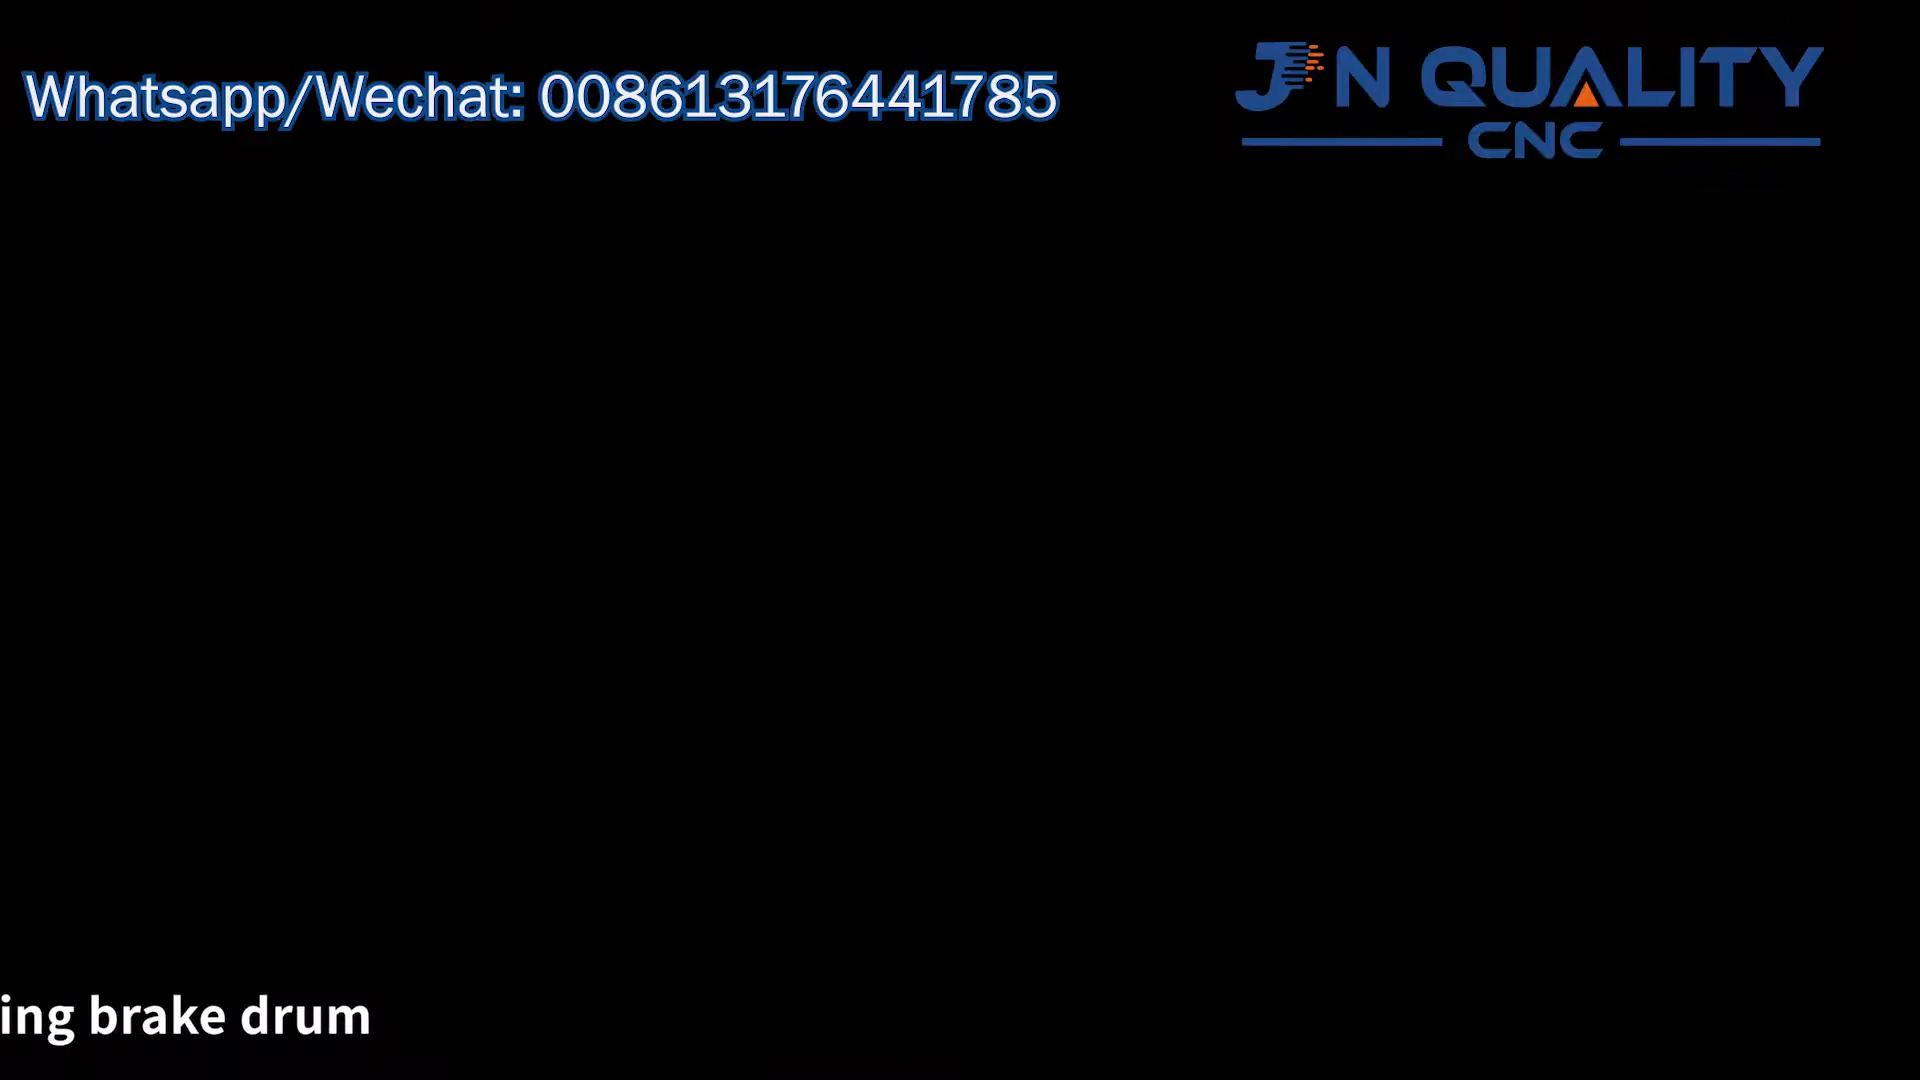 Whatsapp/Wechat: 008613176441785
JN QUALITY
CNC
ing brake drum